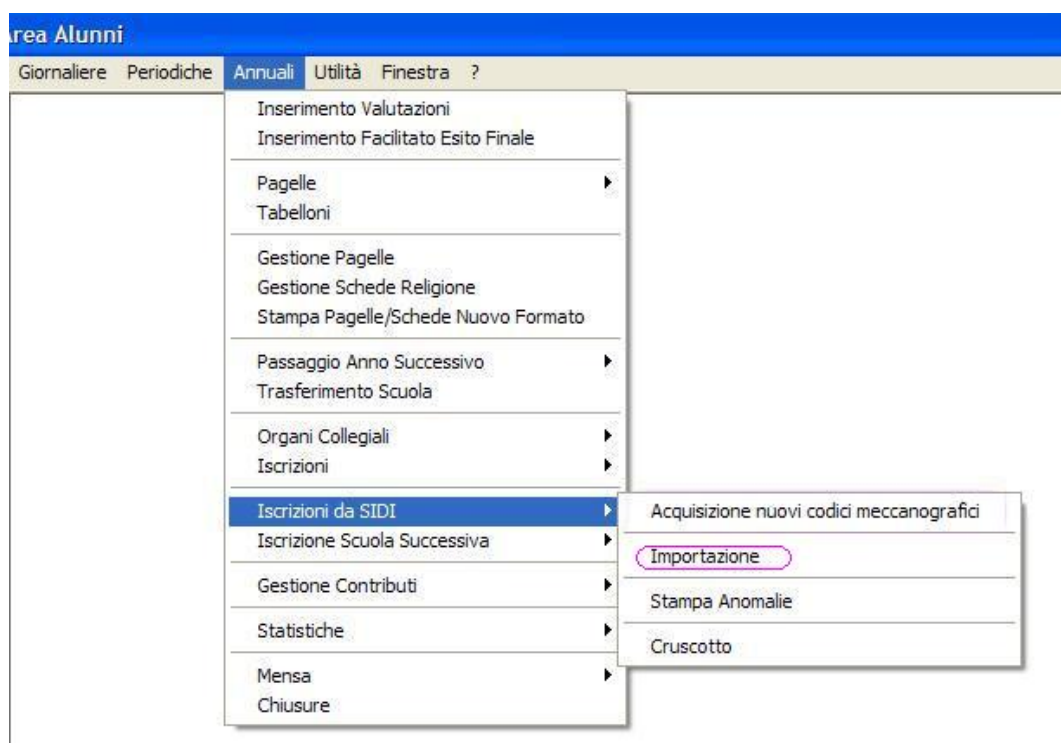 rea Alunni
Giornaliere Periodiche Annuali Utilità Finestra ?
Inserimento Valutazioni
Inserimento Facilitato Esito Finale
Pagelle
Tabelloni
Gestione Pagelle
Gestione Schede Religione
Stampa Pagelle/Schede Nuovo Formato
Passaggio Anno Successivo
Trasferimento Scuola
Organi Collegiali
Iscrizioni
Iscrizioni da SIDI
Iscrizione Scuola Successiva
Gestione Contributi
Statistiche
Mensa
Chiusure
Acquisizione nuovi codici meccanografici
Importazione
Stampa Anomalie
Cruscotto